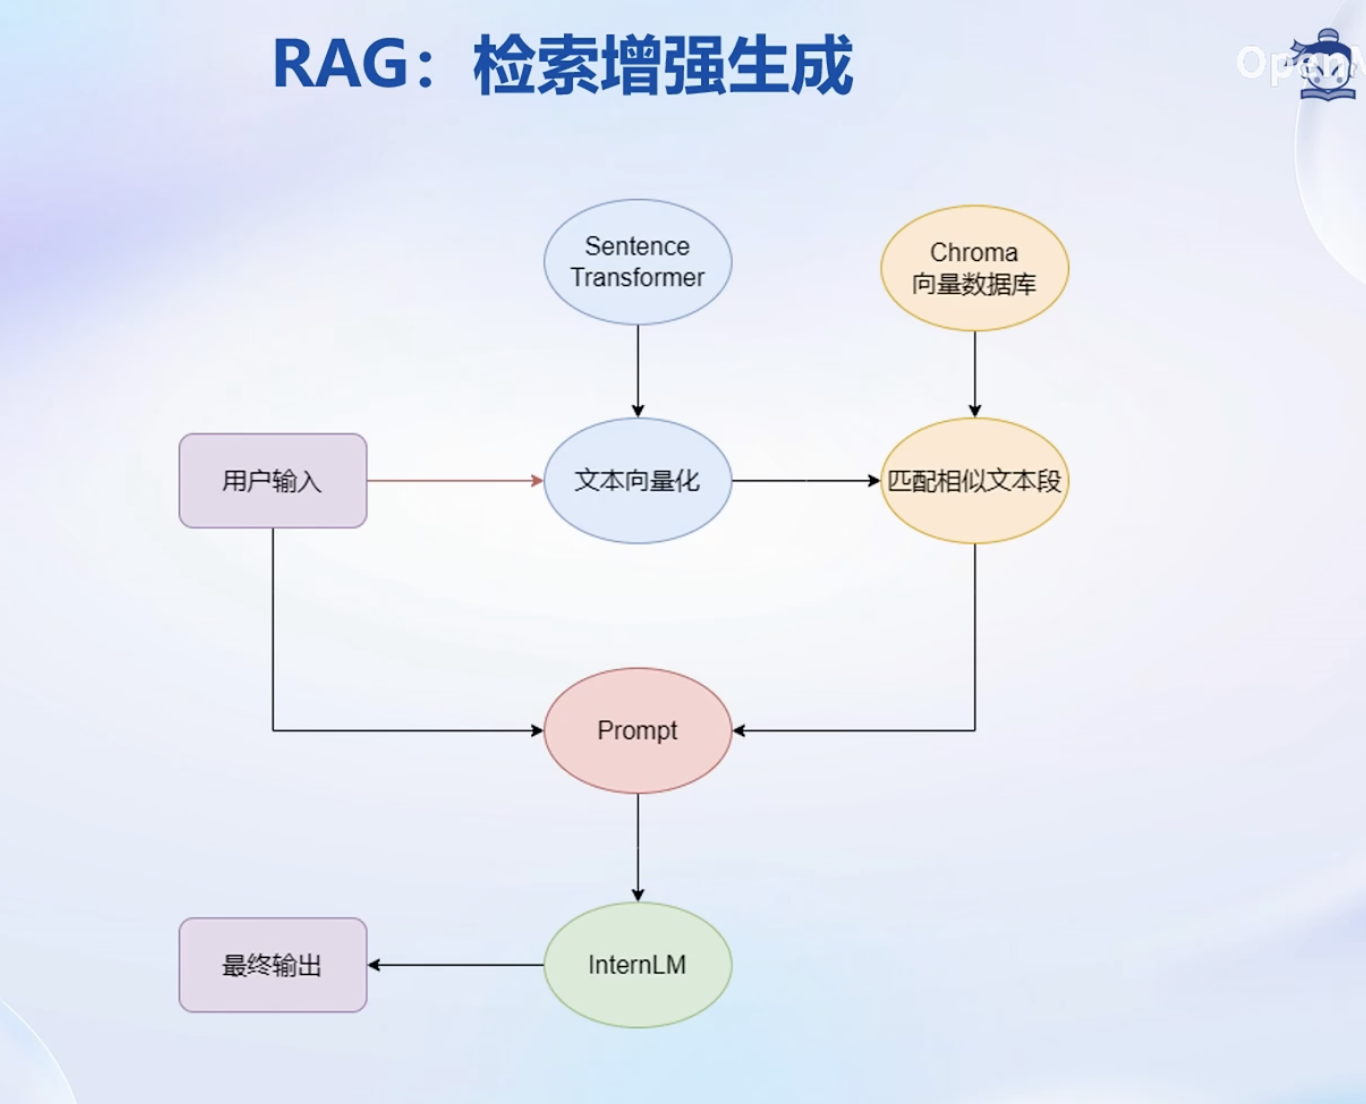 RAG：检索增强生成
Open
Sentence
Transformer
Chroma
向量数据库
用户输入
文本向量化
匹配相似文本段
Prompt
最终输出
InternLM